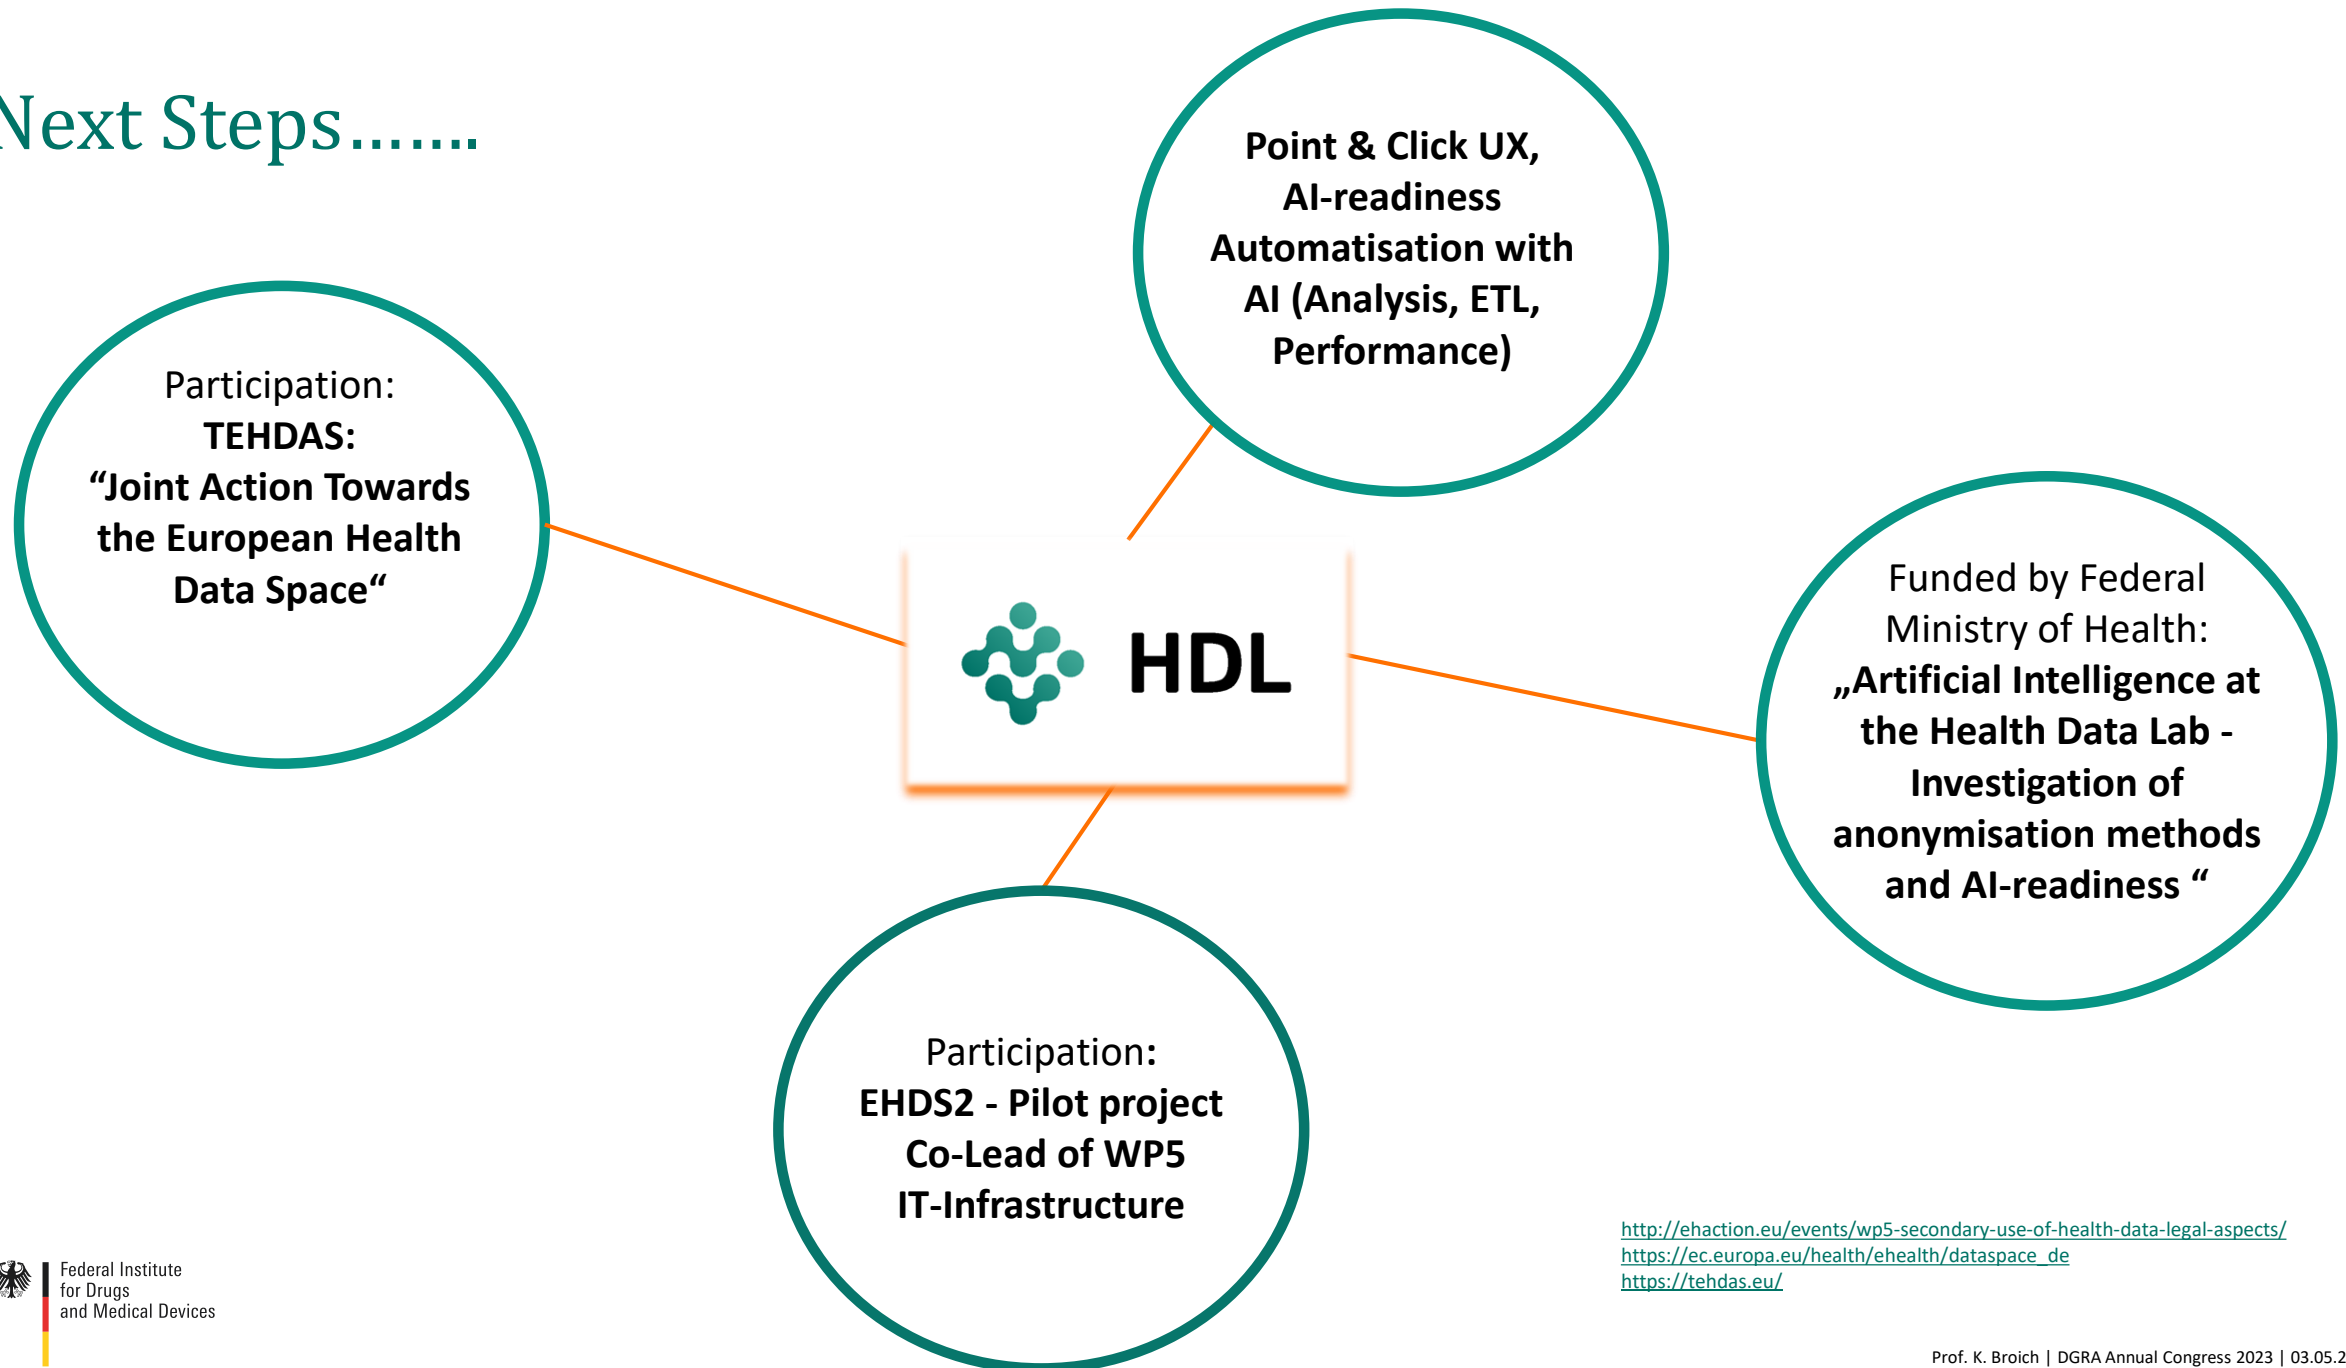 Next Steps…….
Point & Click UX,
AI-readiness
Automatisation with
AI (Analysis, ETL,
Performance)
Participation:
TEHDAS:
“Joint Action Towards
the European Health
Data Space“
HDL
Funded by Federal
Ministry of Health:
„Artificial Intelligence at
the Health Data Lab -
Investigation of
anonymisation methods
and AI-readiness “
Participation:
EHDS2 - Pilot project
Co-Lead of WP5
IT-Infrastructure
http://ehaction.eu/events/wp5-secondary-use-of-health-data-legal-aspects/
https://ec.europa.eu/health/ehealth/dataspace_de
https://tehdas.eu/
Federal Institute
for Drugs
and Medical Devices
Prof. K. Broich | DGRA Annual Congress 2023 | 03.05.2